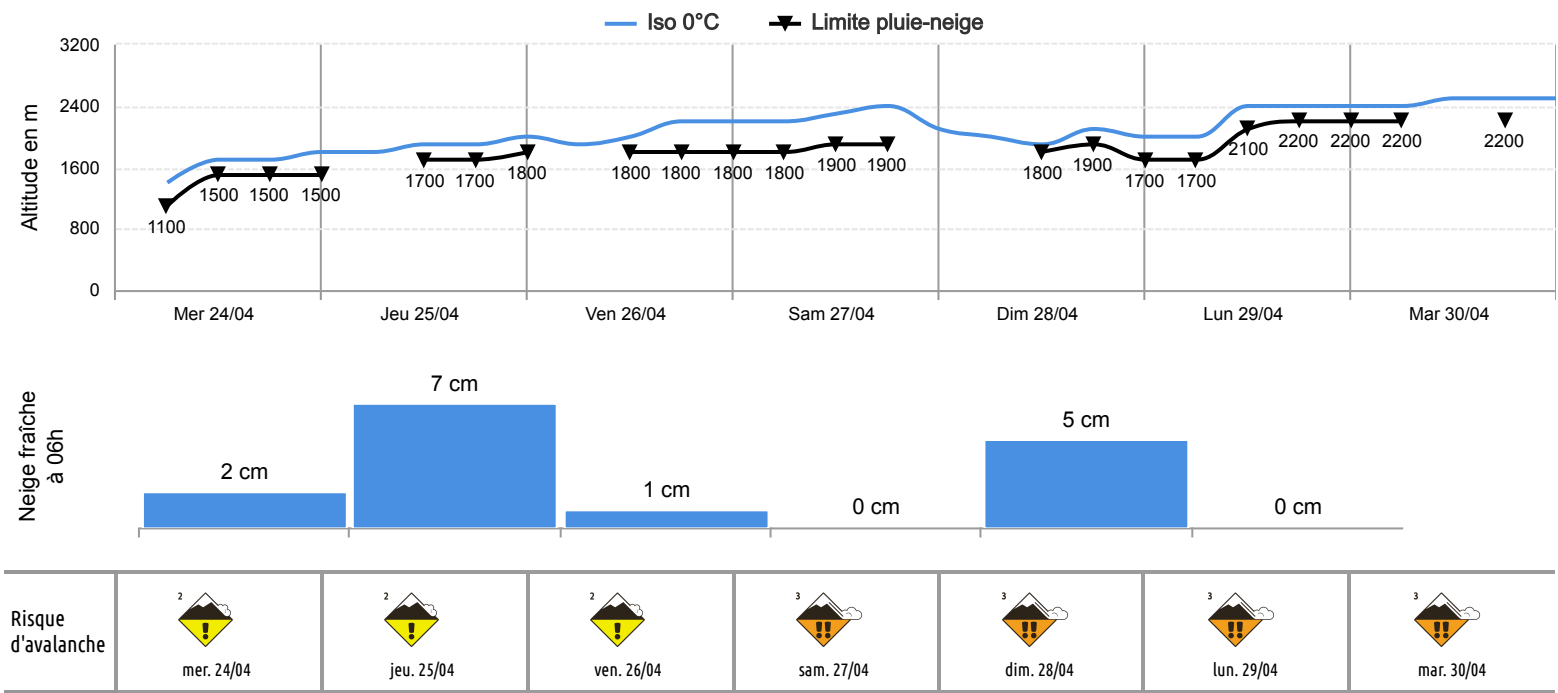 Iso 0°C Limite pluie-neige
Altitude en m
3200
2400
1600
800
0
1100 1500 1500 1500 1700 1700 1800 1800 1800 1800 1800 1900 1900 1800 1900 1700 1700 2100 2200 2200 2200 2200
Mer 24/04 Jeu 25/04 Ven 26/04 Sam 27/04 Dim 28/04 Lun 29/04 Mar 30/04
Neige fraîche
à 06h
2 cm 7 cm 1 cm 0 cm 5 cm 0 cm
Risque
d'avalanche
2 2 2 3 3 3 3
! ! ! !! !! !! !!
mer. 24/04 jeu. 25/04 ven. 26/04 sam. 27/04 dim. 28/04 lun. 29/04 mar. 30/04